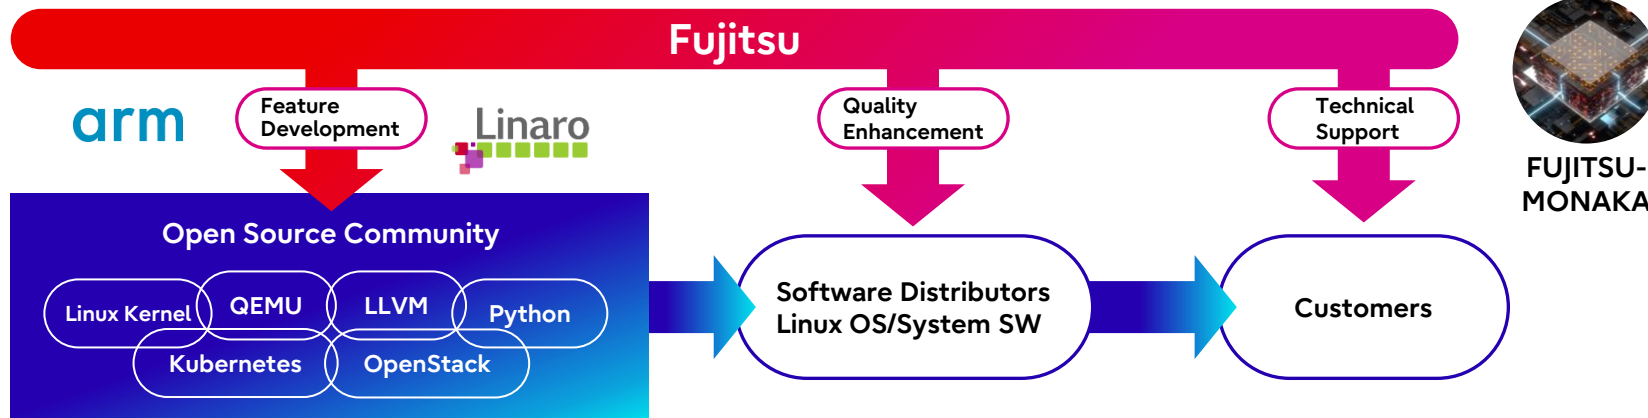 Fujitsu
arm
Feature
Development
Linaro
Quality
Enhancement
Technical
Support
FUJITSU-
MONAKA
Open Source Community
Linux Kernel
QEMU
LLVM
Python
Kubernetes
OpenStack
Software Distributors
Linux OS/System SW
Customers